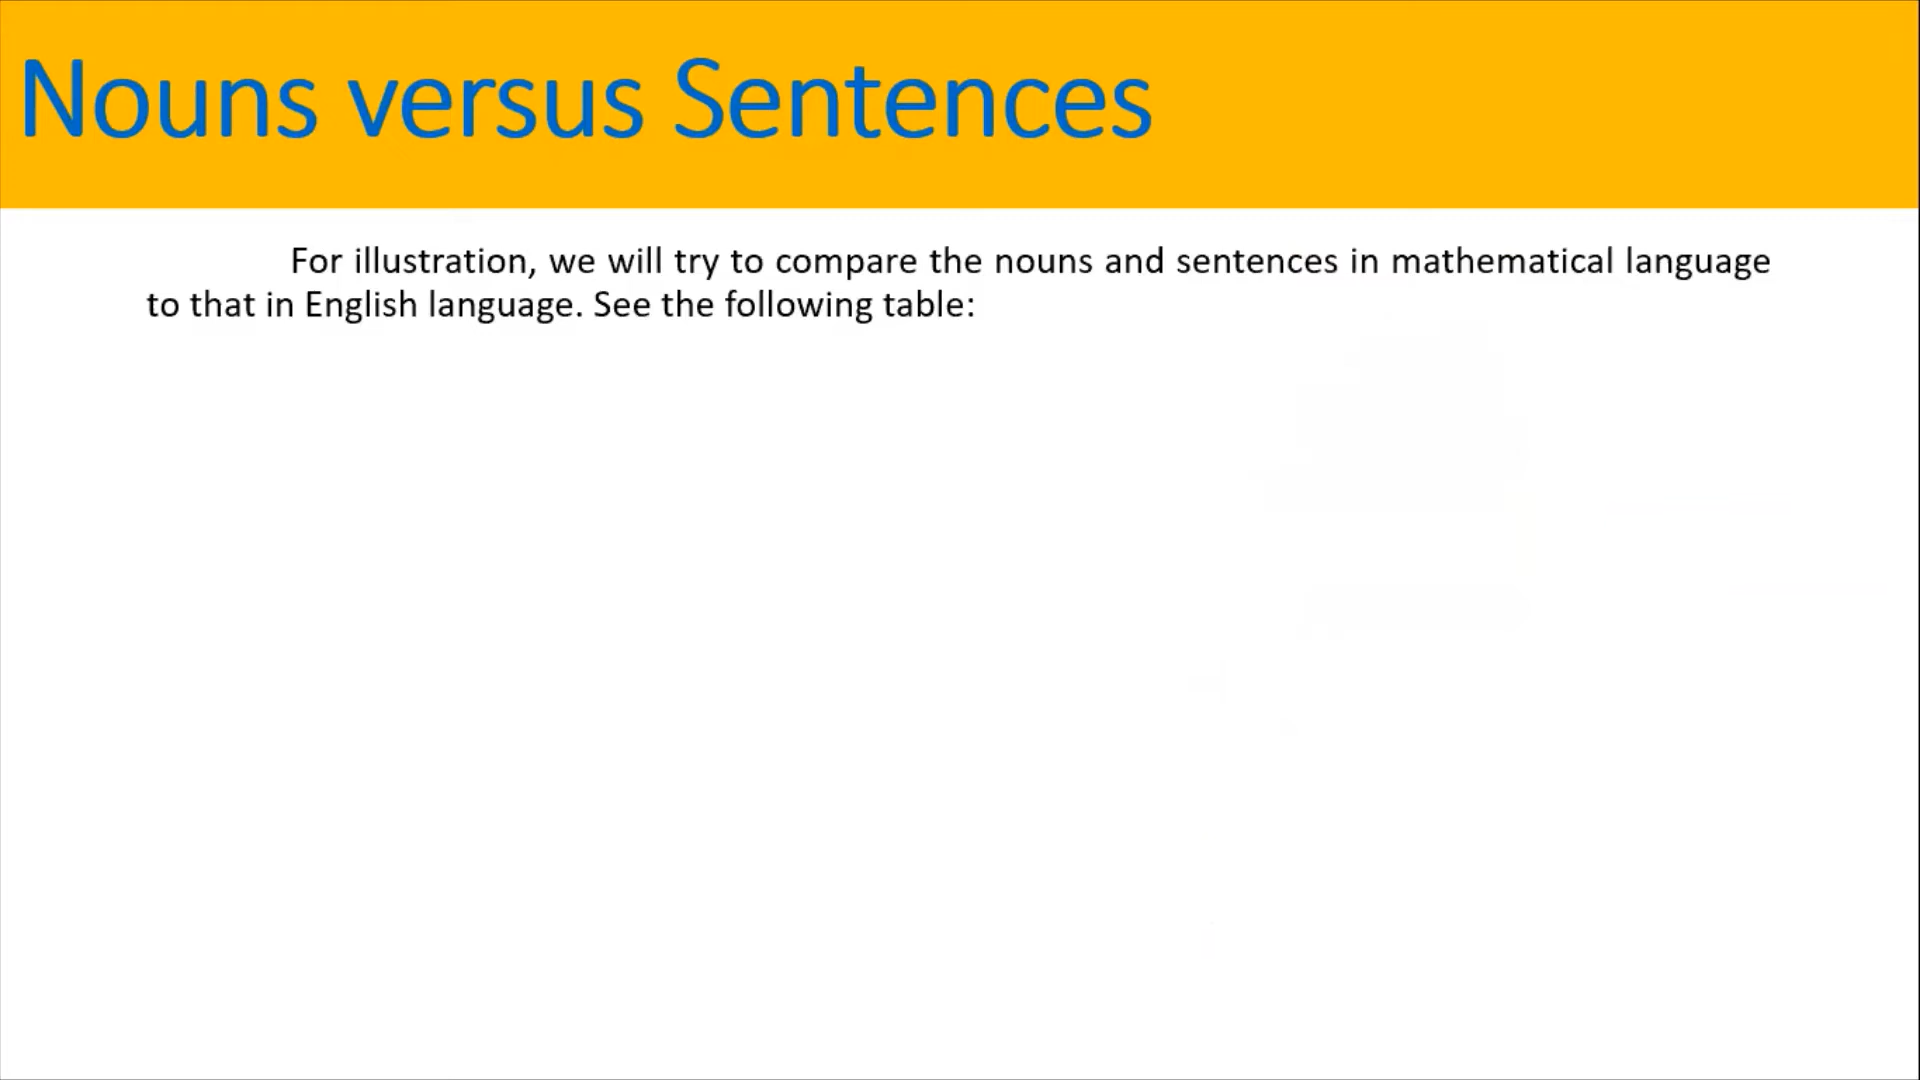 Nouns versus Sentences
For illustration, we will try to compare the nouns and sentences in mathematical language
to that in English language. See the following table: